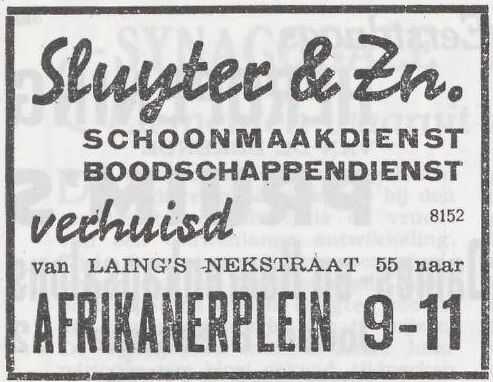 Sluyter & Zn.
SCHOONMAAKDIENST
BOODSCHAPPENDIENST
verhuisd 8152
van LAING'S NEKSTRAAT 55 naar
AFRIKANERPLEIN 9-11